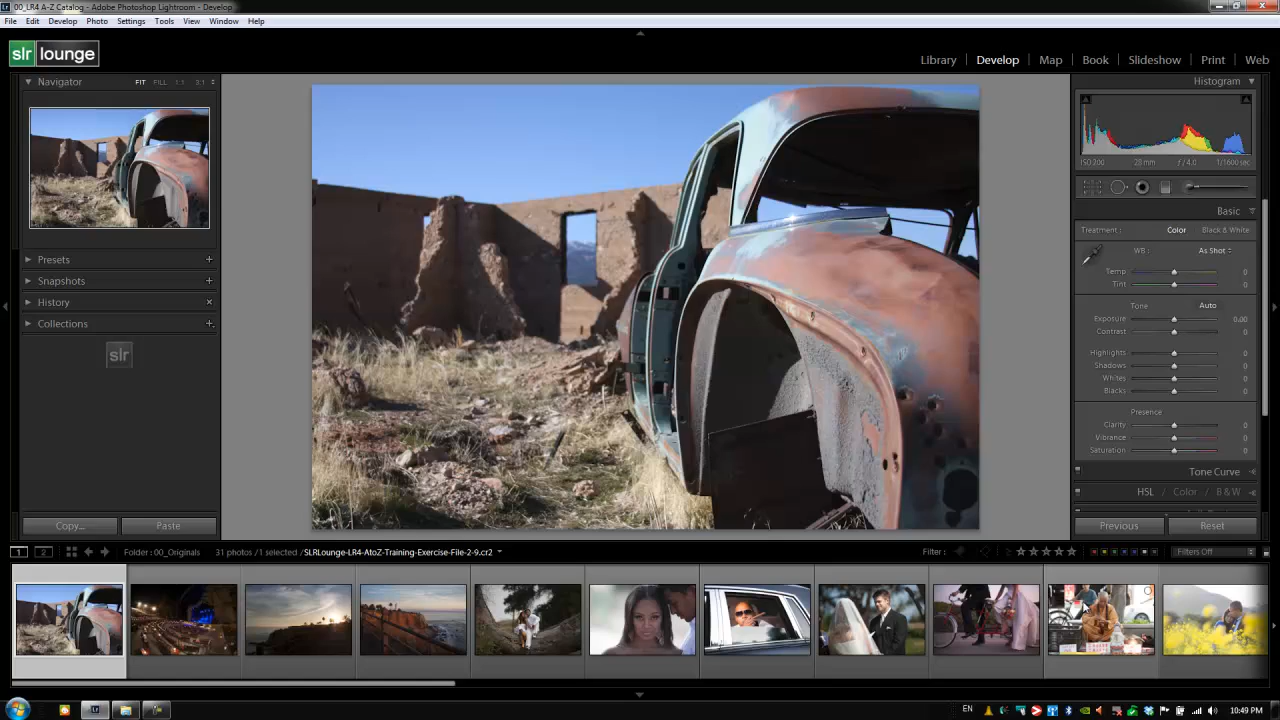 00_LR4 A-Z Catalog - Adobe Photoshop Lightroom - Develop
File Edit Develop Photo Settings Tools View Window Help
slr lounge
Library Develop Map Book Slideshow Print Web
Navigator FIT FILL 1:1 3:1
Histogram
ISO 200 28 mm f / 4.0 1/1600 sec
Basic
Treatment: Color Black & White
WB: As Shot
Temp 0
Tint 0
Tone Auto
Exposure 0.00
Contrast 0
Highlights 0
Shadows 0
Whites 0
Blacks 0
Presence
Clarity 0
Vibrance 0
Saturation 0
Tone Curve
HSL / Color / B & W
Presets
Snapshots
History
Collections
slr
Copy... Paste
Previous Reset
1 2 Folder : 00_Originals 31 photos /1 selected /SLRLounge-LR4-AtoZ-Training-Exercise-File-2-9.cr2
Filter : Filters Off
EN 10:49 PM